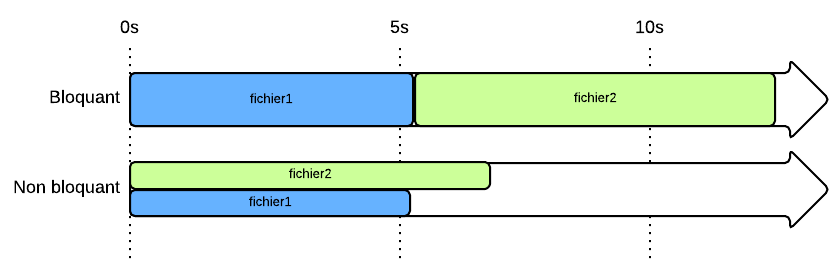 0s 5s 10s
Bloquant fichier1 fichier2
Non bloquant fichier2
fichier1